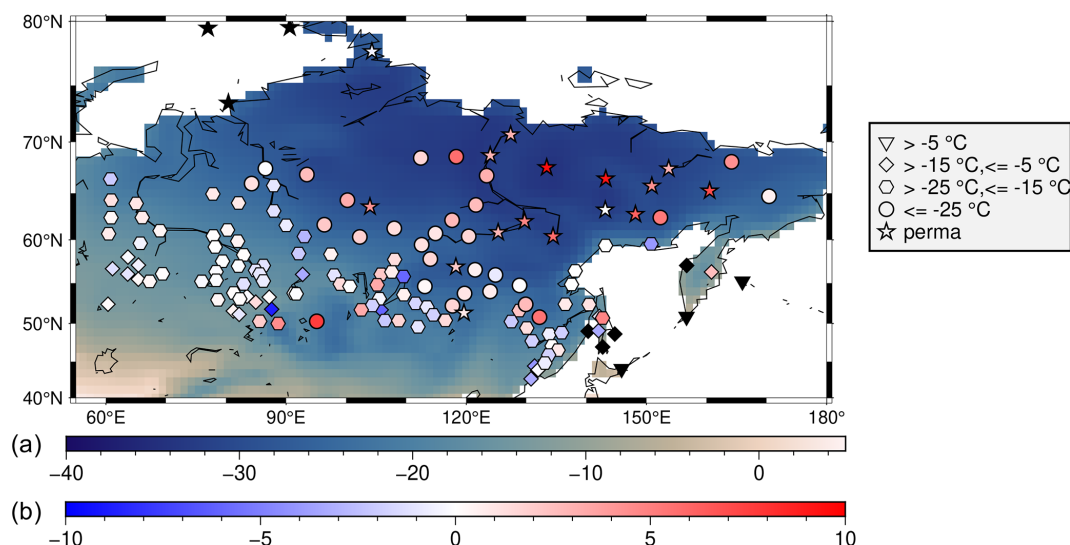 80°N
70°N
60°N
50°N
40°N
60°E 90°E 120°E 150°E 180°
> -5 °C
> -15 °C,<= -5 °C
> -25 °C,<= -15 °C
<= -25 °C
perma
(a)
−40 −30 −20 −10 0
(b)
−10 −5 0 5 10